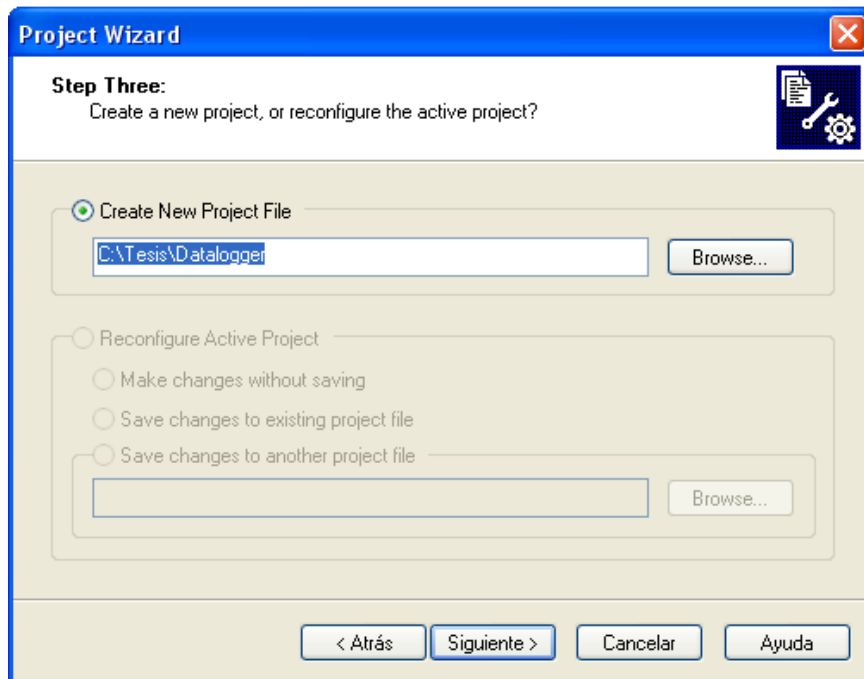 Project Wizard
Step Three:
Create a new project, or reconfigure the active project?
Create New Project File
C:\Tesis\Datalogger
Browse...
Reconfigure Active Project
Make changes without saving
Save changes to existing project file
Save changes to another project file
Browse...
< Atrás
Siguiente >
Cancelar
Ayuda